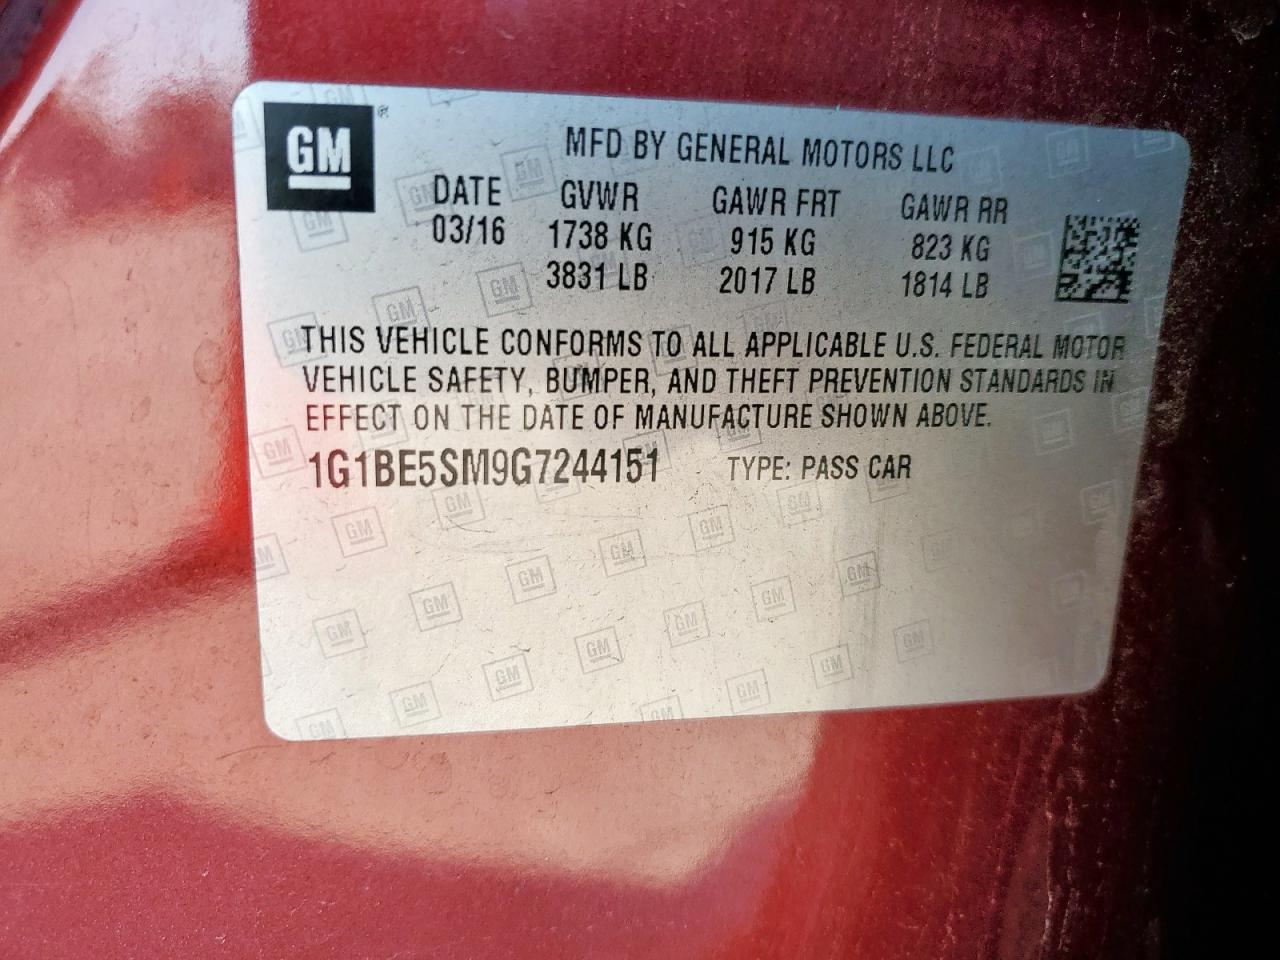 GM
MFD BY GENERAL MOTORS LLC
DATE GVWR GAWR FRT GAWR RR
03/16 1738 KG 915 KG 823 KG
3831 LB 2017 LB 1814 LB
THIS VEHICLE CONFORMS TO ALL APPLICABLE U.S. FEDERAL MOTOR
VEHICLE SAFETY, BUMPER, AND THEFT PREVENTION STANDARDS IN
EFFECT ON THE DATE OF MANUFACTURE SHOWN ABOVE.
1G1BE5SM9G7244151 TYPE: PASS CAR